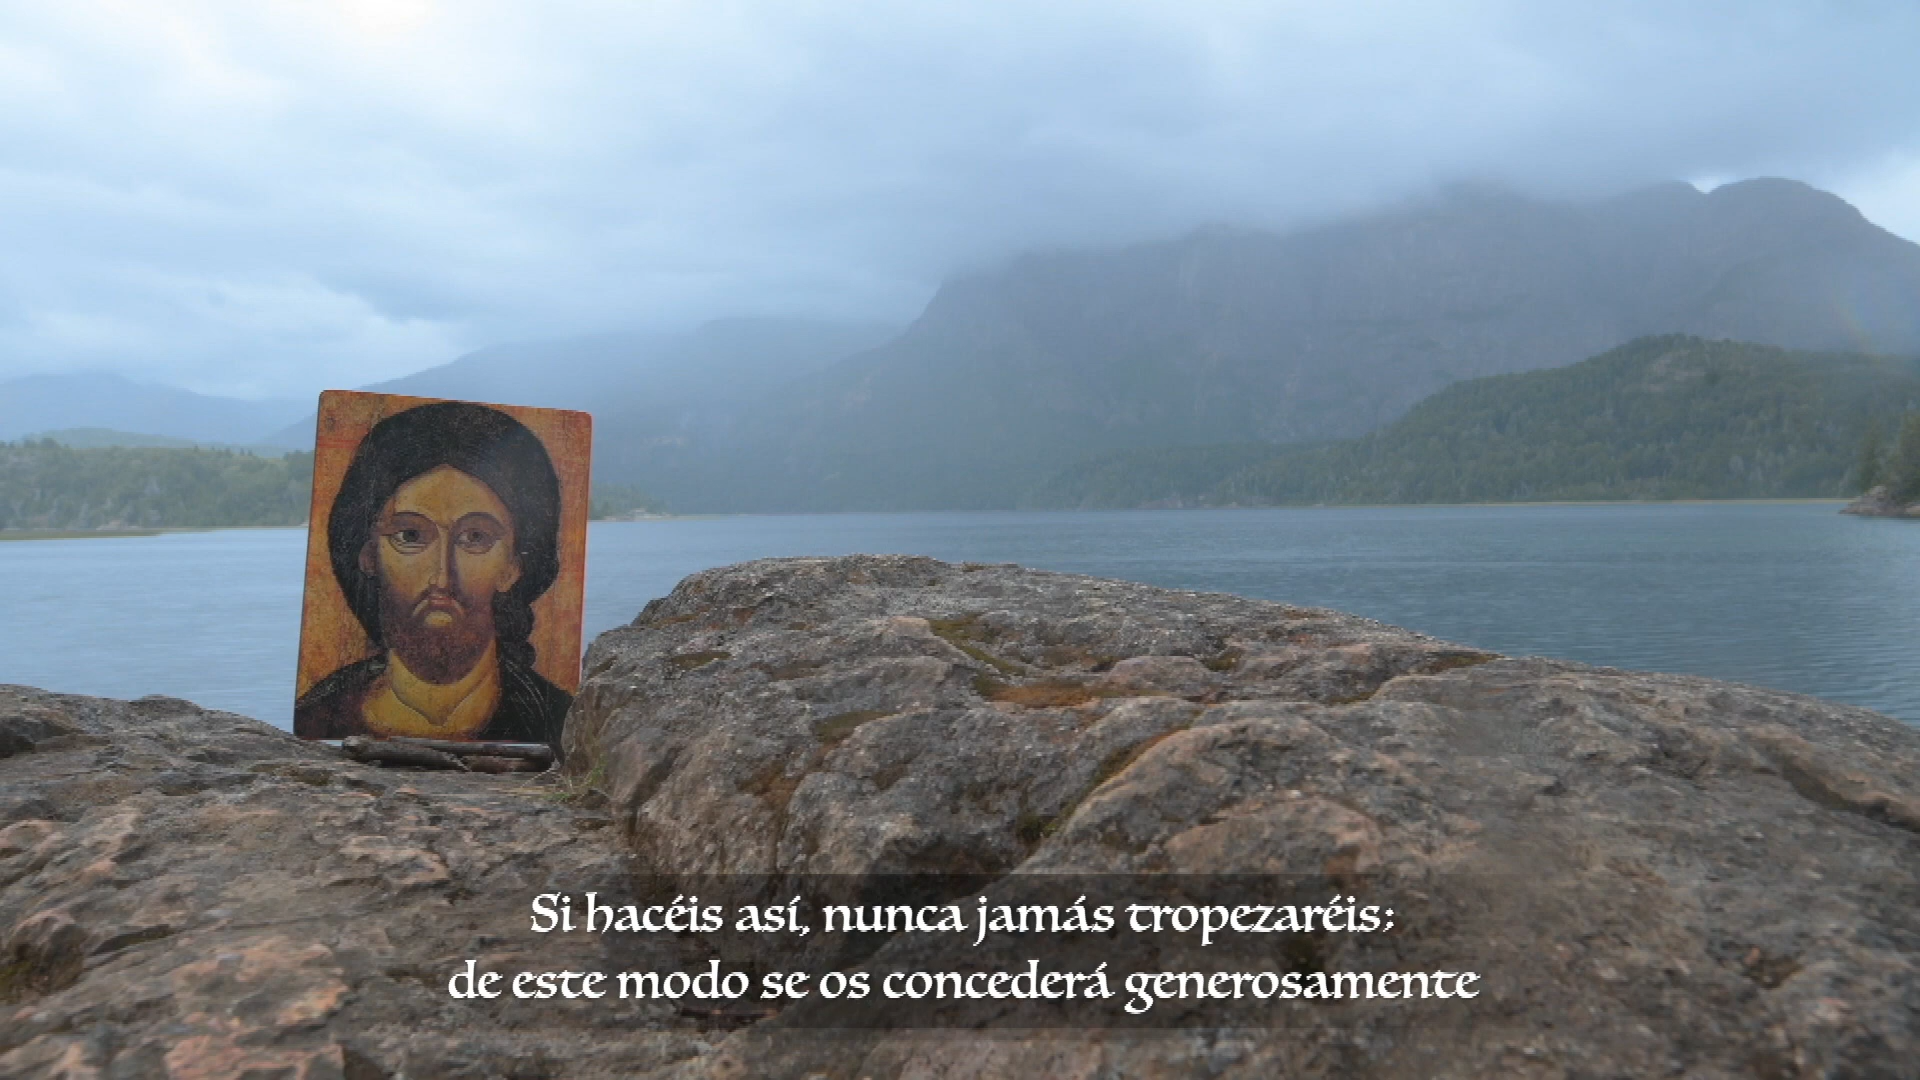 Si hacéis así, nunca jamás tropezaréis;
de este modo se os concederá generosamente